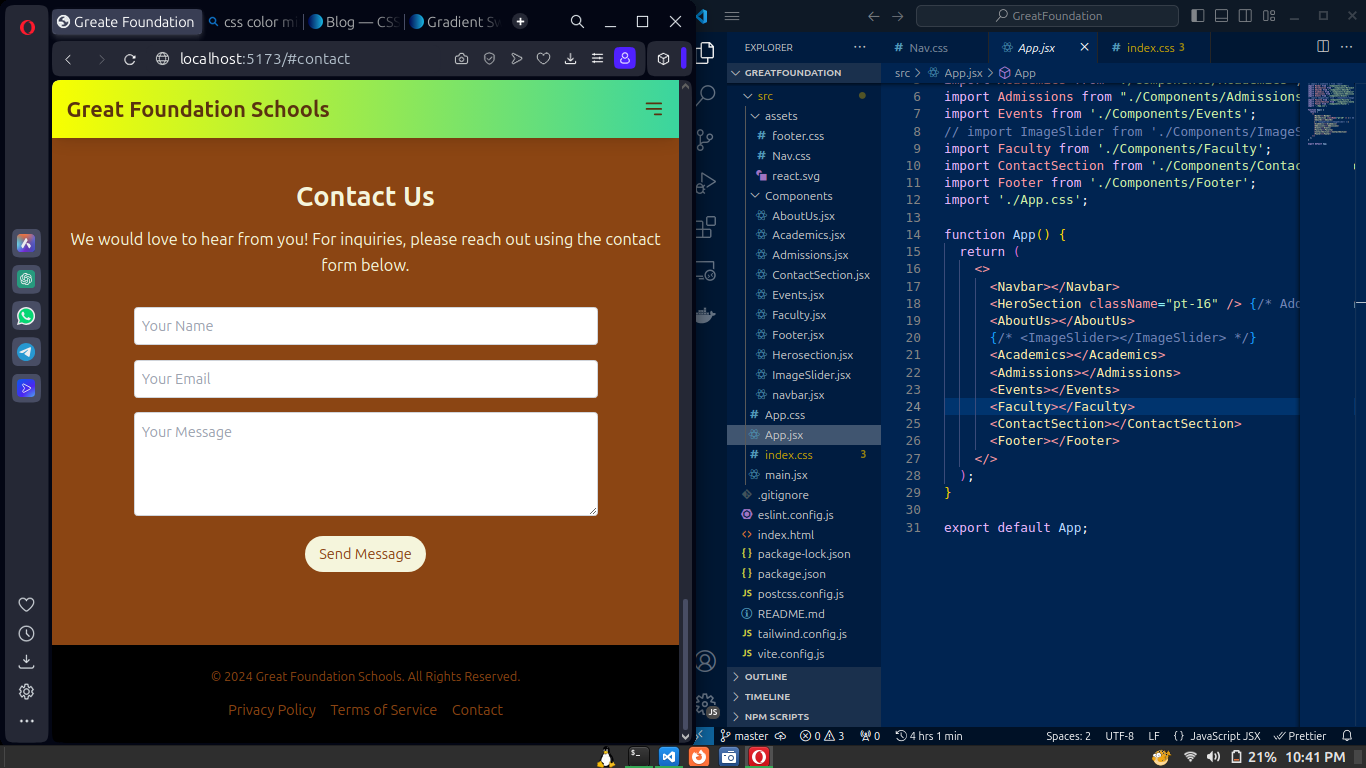 Greate Foundation
css color mi
Blog — CSS
Gradient Sw
localhost:5173/#contact
Great Foundation Schools
Contact Us
We would love to hear from you! For inquiries, please reach out using the contact
form below.
Your Name
Your Email
Your Message
Send Message
© 2024 Great Foundation Schools. All Rights Reserved.
Privacy Policy Terms of Service Contact
GreatFoundation
EXPLORER
GREATFOUNDATION
src
assets
# footer.css
# Nav.css
react.svg
Components
AboutUs.jsx
Academics.jsx
Admissions.jsx
ContactSection.jsx
Events.jsx
Faculty.jsx
Footer.jsx
Herosection.jsx
ImageSlider.jsx
navbar.jsx
# App.css
App.jsx
# index.css 3
main.jsx
.gitignore
eslint.config.js
<> index.html
{} package-lock.json
{} package.json
JS postcss.config.js
README.md
JS tailwind.config.js
JS vite.config.js
OUTLINE
TIMELINE
NPM SCRIPTS
# Nav.css
App.jsx
# index.css 3
src > App.jsx > App
6 import Admissions from "./Components/Admissions
7 import Events from './Components/Events';
8 // import ImageSlider from './Components/ImageS
9 import Faculty from './Components/Faculty';
10 import ContactSection from './Components/Contac
11 import Footer from './Components/Footer';
12 import './App.css';
13
14 function App() {
15 return (
16 <>
17 <Navbar></Navbar>
18 <HeroSection className="pt-16" /> {/* Add
19 <AboutUs></AboutUs>
20 {/* <ImageSlider></ImageSlider> */}
21 <Academics></Academics>
22 <Admissions></Admissions>
23 <Events></Events>
24 <Faculty></Faculty>
25 <ContactSection></ContactSection>
26 <Footer></Footer>
27 </>
28 );
29 }
30
31 export default App;
JS
master 0 3 0 4 hrs 1 min Spaces: 2 UTF-8 LF {} JavaScript JSX Prettier
21% 10:41 PM